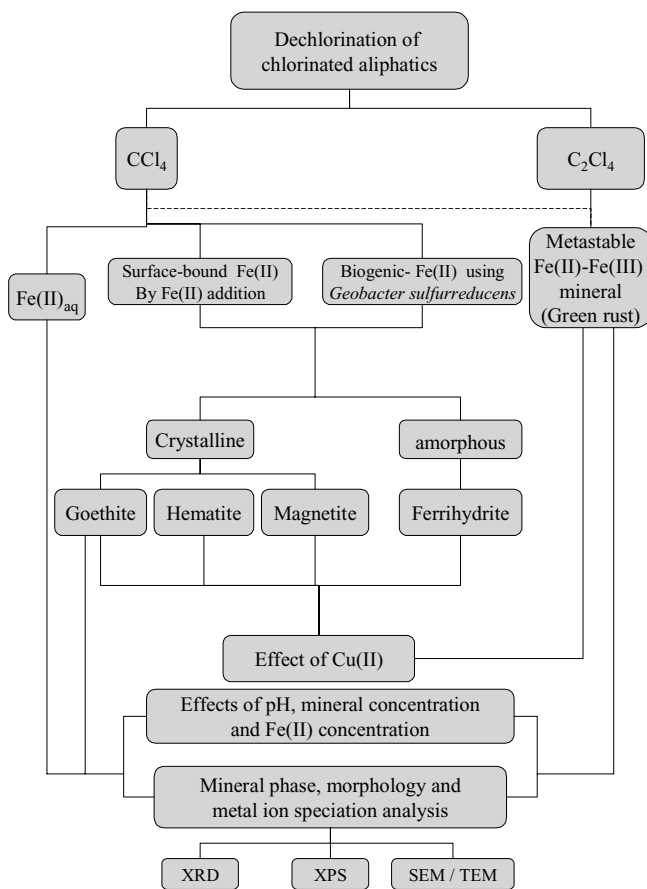 Dechlorination of
chlorinated aliphatics
CCl₄
C₂Cl₄
Fe(II)aq
Surface-bound Fe(II)
By Fe(II) addition
Biogenic- Fe(II) using
Geobacter sulfurreducens
Metastable
Fe(II)-Fe(III)
mineral
(Green rust)
Crystalline
amorphous
Goethite
Hematite
Magnetite
Ferrihydrite
Effect of Cu(II)
Effects of pH, mineral concentration
and Fe(II) concentration
Mineral phase, morphology and
metal ion speciation analysis
XRD
XPS
SEM / TEM